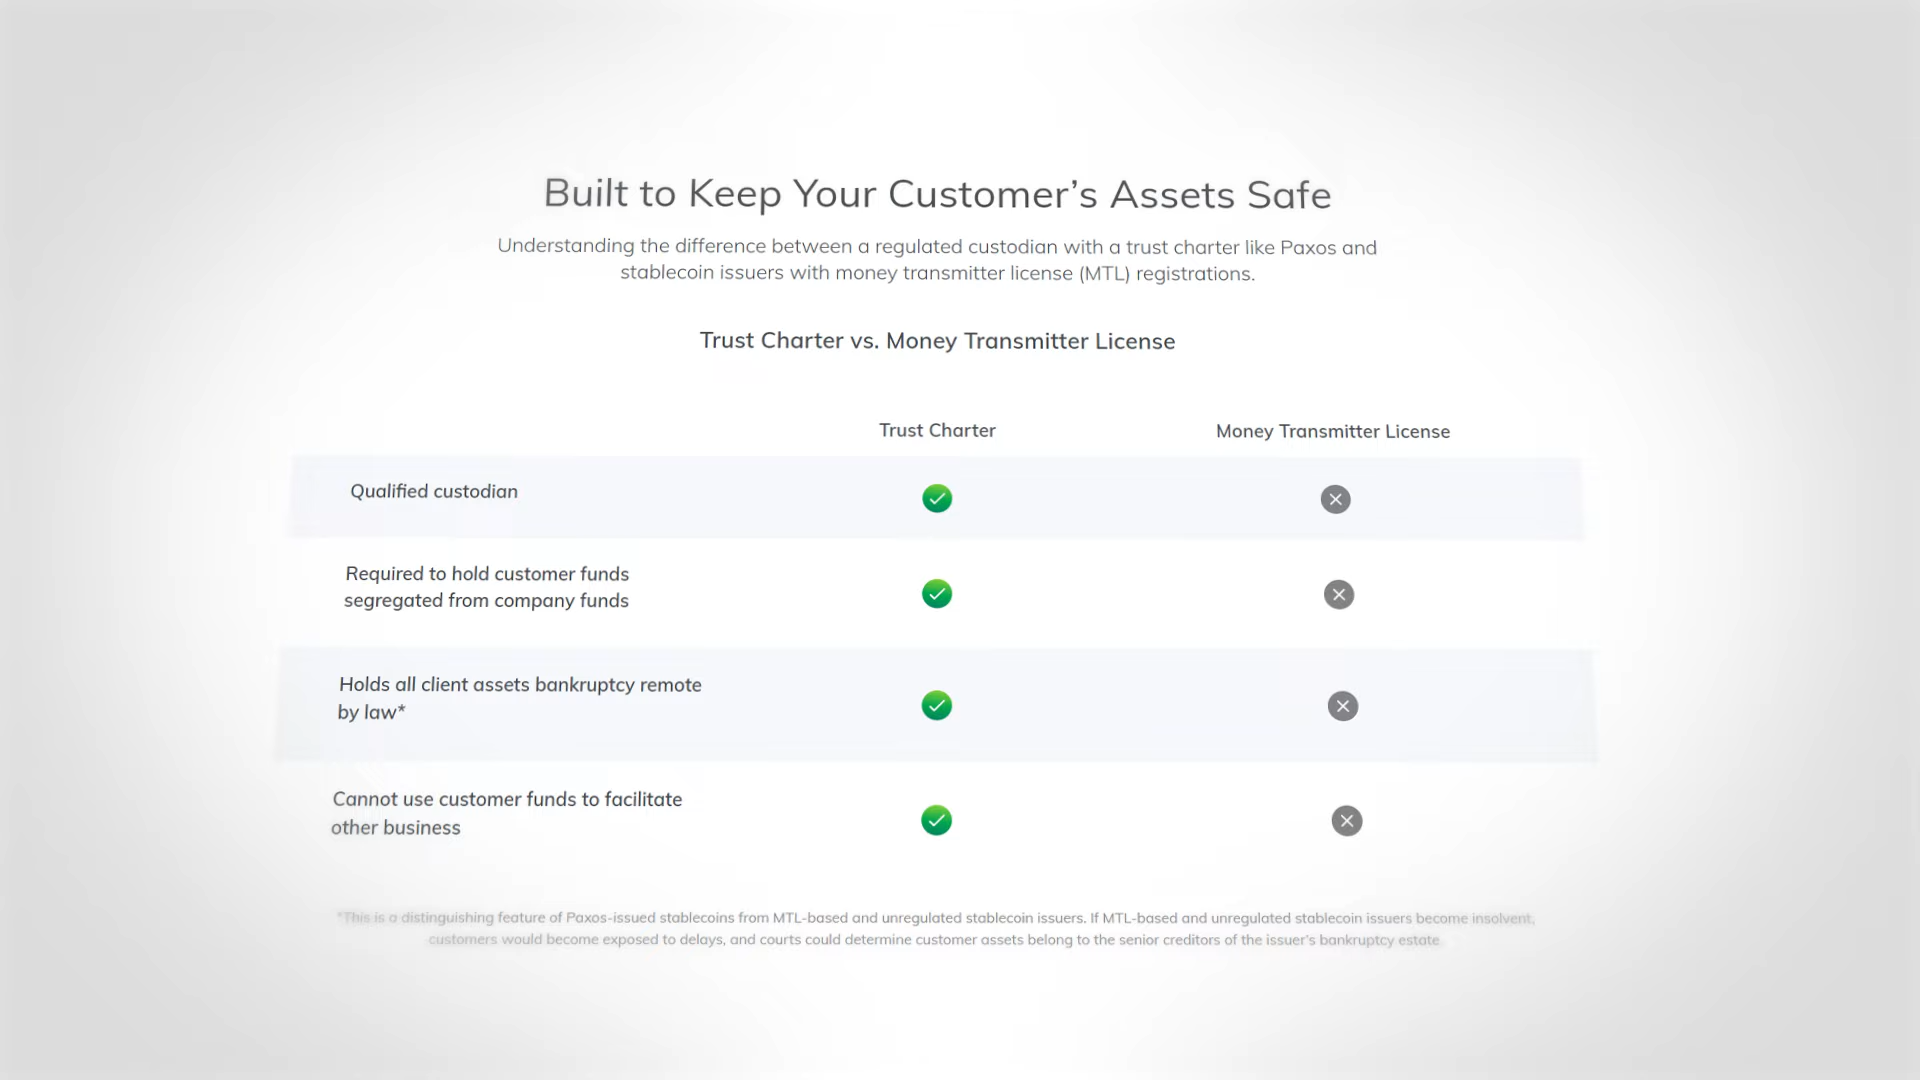 Built to Keep Your Customer’s Assets Safe
Understanding the difference between a regulated custodian with a trust charter like Paxos and
stablecoin issuers with money transmitter license (MTL) registrations.
Trust Charter vs. Money Transmitter License
Trust Charter Money Transmitter License
Qualified custodian
Required to hold customer funds
segregated from company funds
Holds all client assets bankruptcy remote
by law*
Cannot use customer funds to facilitate
other business
*This is a distinguishing feature of Paxos-issued stablecoins from MTL-based and unregulated stablecoin issuers. If MTL-based and unregulated stablecoin issuers become insolvent,
customers would become exposed to delays, and courts could determine customer assets belong to the senior creditors of the issuer's bankruptcy estate.